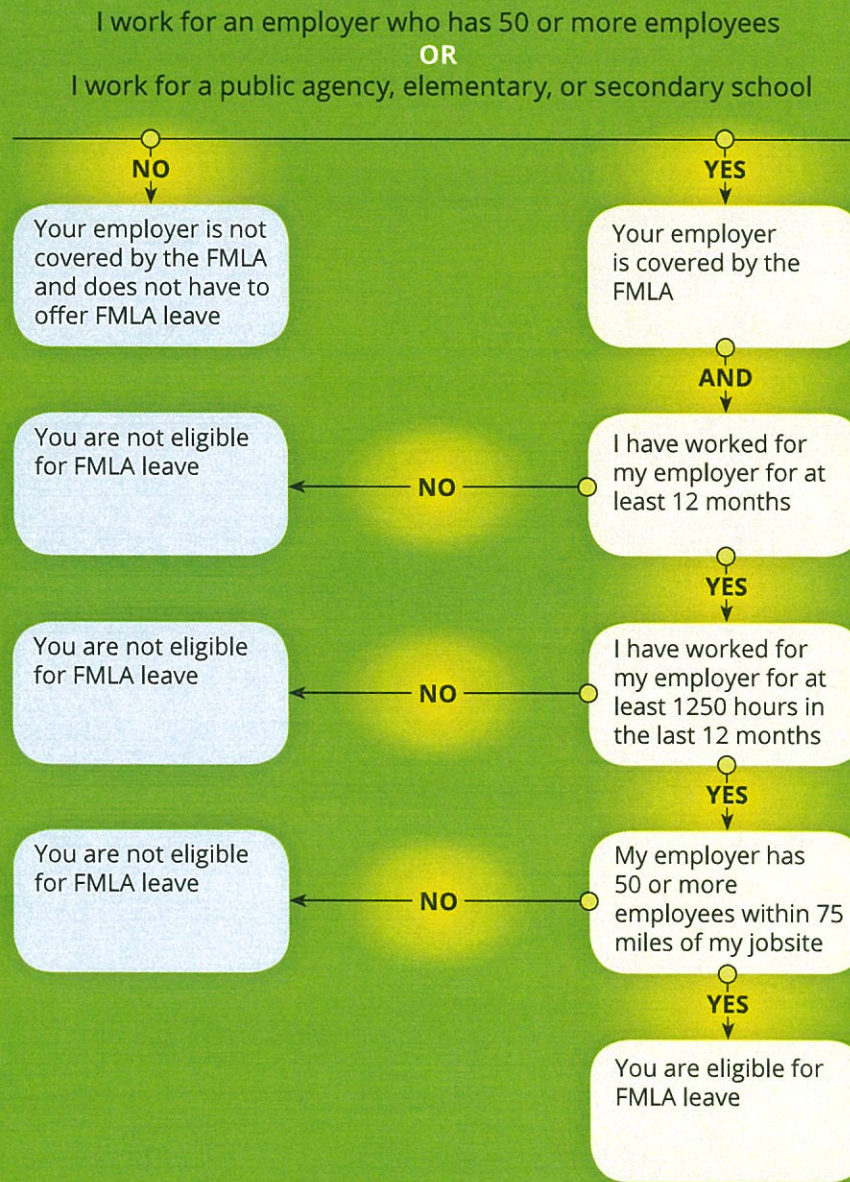 I work for an employer who has 50 or more employees
OR
I work for a public agency, elementary, or secondary school
NO
YES
Your employer is not
covered by the FMLA
and does not have to
offer FMLA leave
Your employer
is covered by the
FMLA
AND
You are not eligible
for FMLA leave
NO
I have worked for
my employer for at
least 12 months
YES
You are not eligible
for FMLA leave
NO
I have worked for
my employer for at
least 1250 hours in
the last 12 months
YES
You are not eligible
for FMLA leave
NO
My employer has
50 or more
employees within 75
miles of my jobsite
YES
You are eligible for
FMLA leave